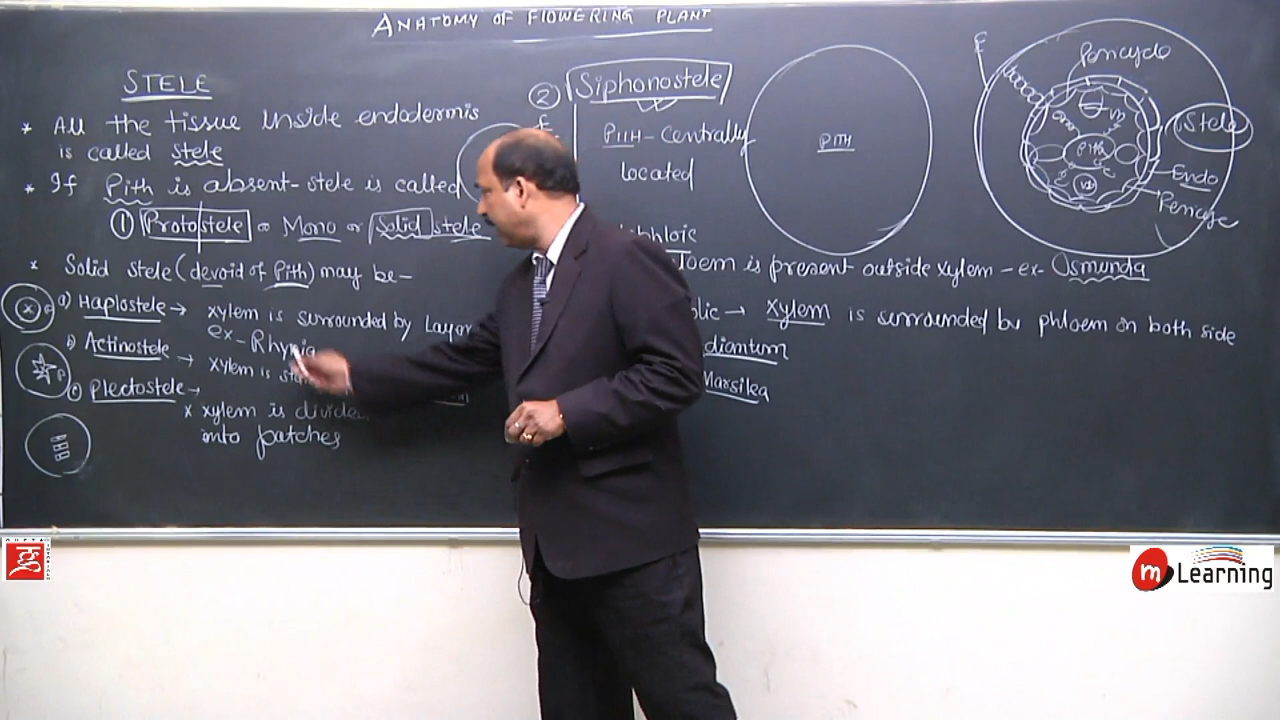 ANATOMY OF FLOWERING PLANT
STELE
* All the tissue inside endodermis
is called stele
* If Pith is absent - stele is called
① Protostele or Mono or Solid stele
* Solid stele (devoid of Pith) may be -
a) Haplostele → xylem is surrounded by Layer
ex - Rhynia
b) Actinostele → xylem is
c) Plectostele →
* xylem is divided
into patches
② Siphonostele
E
PITH - Centrally
located
phloem is present outside xylem - ex - Osmunda
→ xylem is surrounded by phloem on both side
Marsilea
PITH
E
Pericycle
Pith
Stele
Endo
Pericycle
mLearning